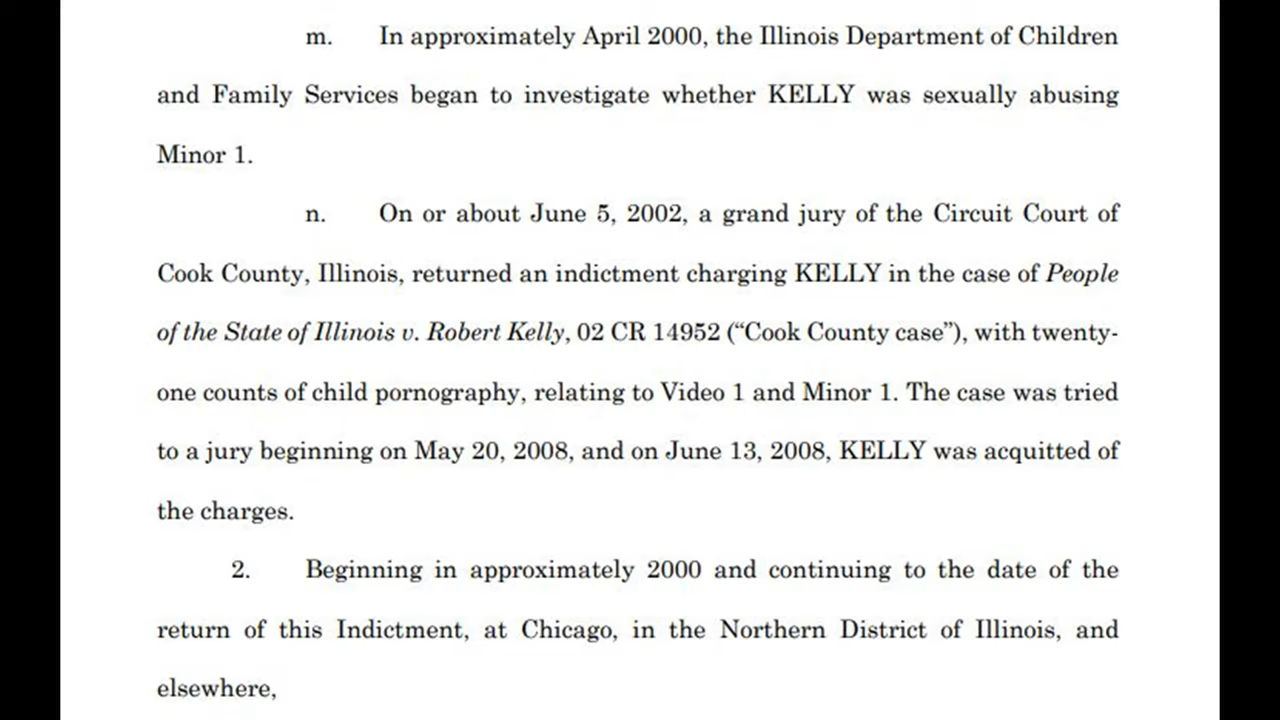 m. In approximately April 2000, the Illinois Department of Children
and Family Services began to investigate whether KELLY was sexually abusing
Minor 1.
n. On or about June 5, 2002, a grand jury of the Circuit Court of
Cook County, Illinois, returned an indictment charging KELLY in the case of People
of the State of Illinois v. Robert Kelly, 02 CR 14952 (“Cook County case”), with twenty-
one counts of child pornography, relating to Video 1 and Minor 1. The case was tried
to a jury beginning on May 20, 2008, and on June 13, 2008, KELLY was acquitted of
the charges.
2. Beginning in approximately 2000 and continuing to the date of the
return of this Indictment, at Chicago, in the Northern District of Illinois, and
elsewhere,